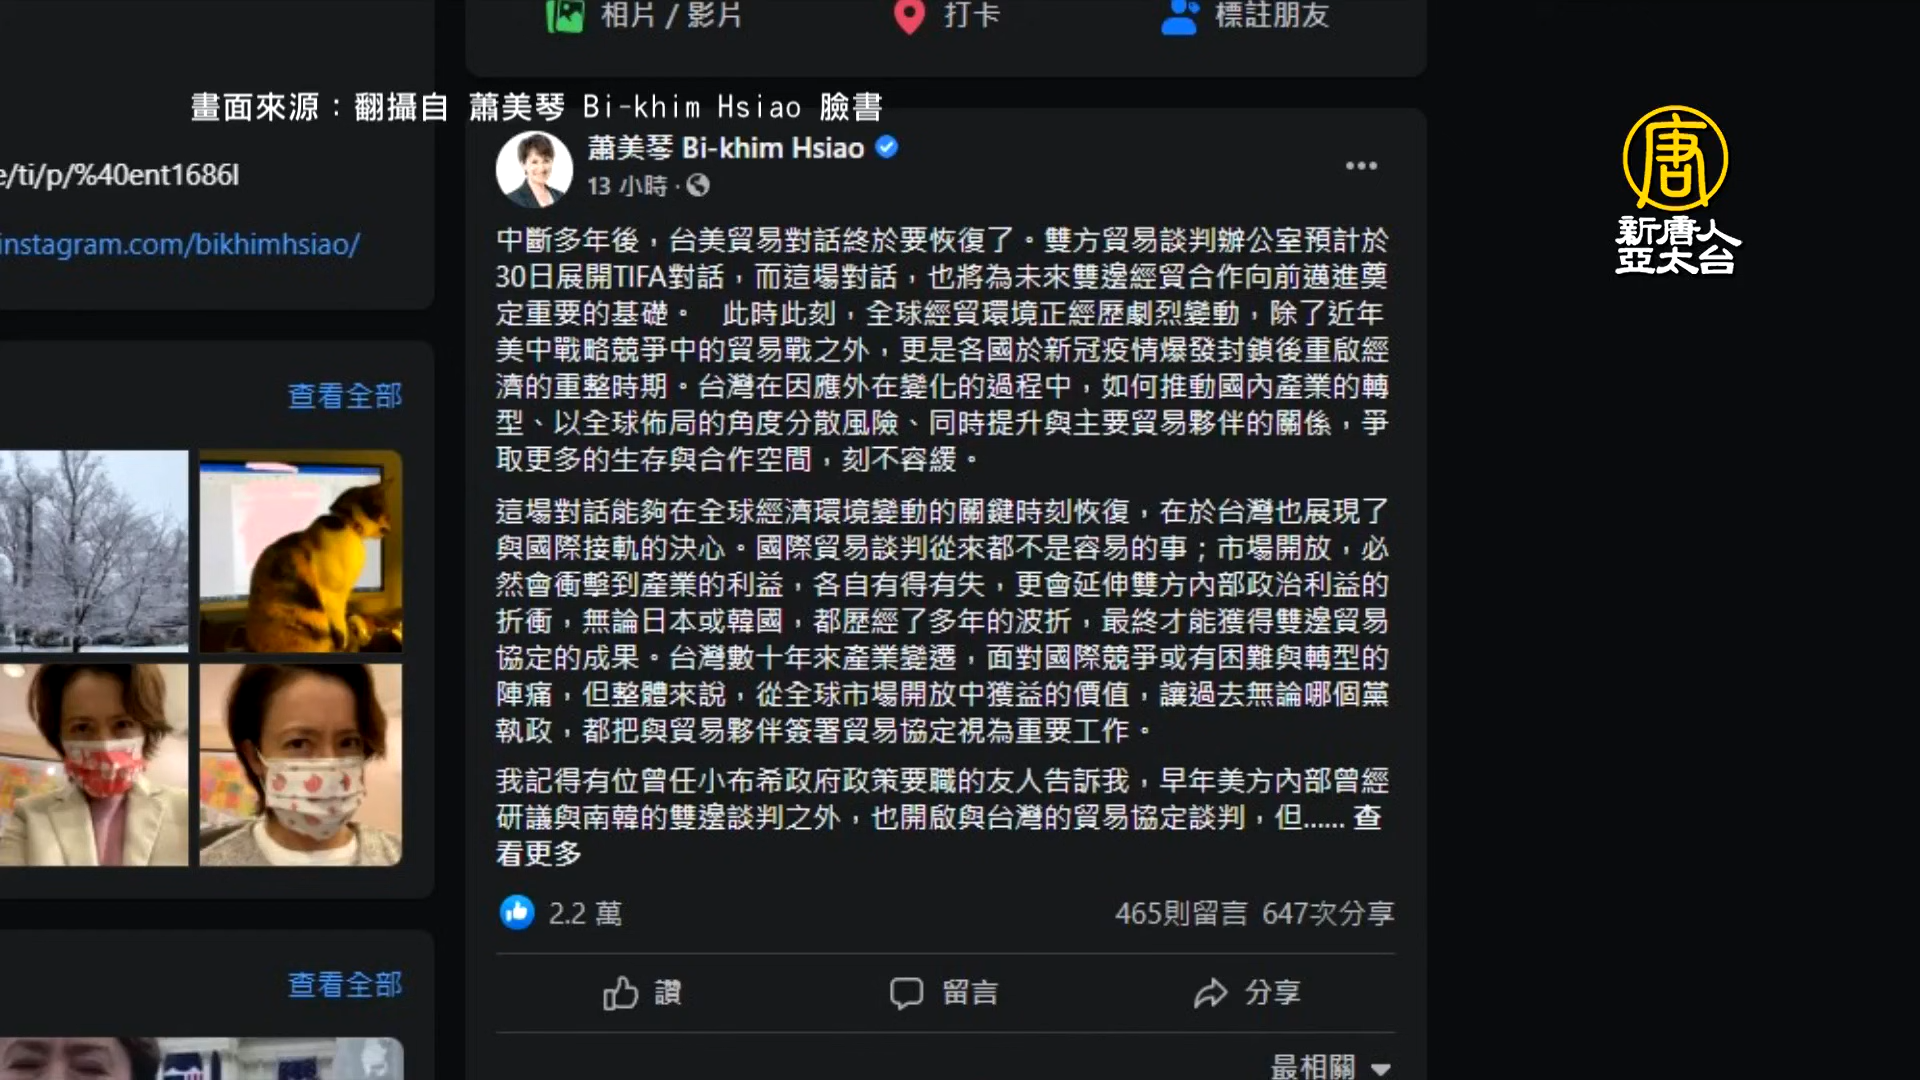 相片 / 影片
打卡
標註朋友
畫面來源：翻攝自 蕭美琴 Bi-khim Hsiao 臉書
唐
新唐人
亞太台
蕭美琴 Bi-khim Hsiao
13 小時 ·
e/ti/p/%40ent1686l
instagram.com/bikhimhsiao/
查看全部
中斷多年後，台美貿易對話終於要恢復了。雙方貿易談判辦公室預計於
30日展開TIFA對話，而這場對話，也將為未來雙邊經貿合作向前邁進奠
定重要的基礎。 此時此刻，全球經貿環境正經歷劇烈變動，除了近年
美中戰略競爭中的貿易戰之外，更是各國於新冠疫情爆發封鎖後重啟經
濟的重整時期。台灣在因應外在變化的過程中，如何推動國內產業的轉
型、以全球佈局的角度分散風險、同時提升與主要貿易夥伴的關係，爭
取更多的生存與合作空間，刻不容緩。
這場對話能夠在全球經濟環境變動的關鍵時刻恢復，在於台灣也展現了
與國際接軌的決心。國際貿易談判從來都不是容易的事；市場開放，必
然會衝擊到產業的利益，各自有得有失，更會延伸雙方內部政治利益的
折衝，無論日本或韓國，都歷經了多年的波折，最終才能獲得雙邊貿易
協定的成果。台灣數十年來產業變遷，面對國際競爭或有困難與轉型的
陣痛，但整體來說，從全球市場開放中獲益的價值，讓過去無論哪個黨
執政，都把與貿易夥伴簽署貿易協定視為重要工作。
我記得有位曾任小布希政府政策要職的友人告訴我，早年美方內部曾經
研議與南韓的雙邊談判之外，也開啟與台灣的貿易協定談判，但...... 查
看更多
2.2 萬
465則留言 647次分享
查看全部
讚
留言
分享
最相關